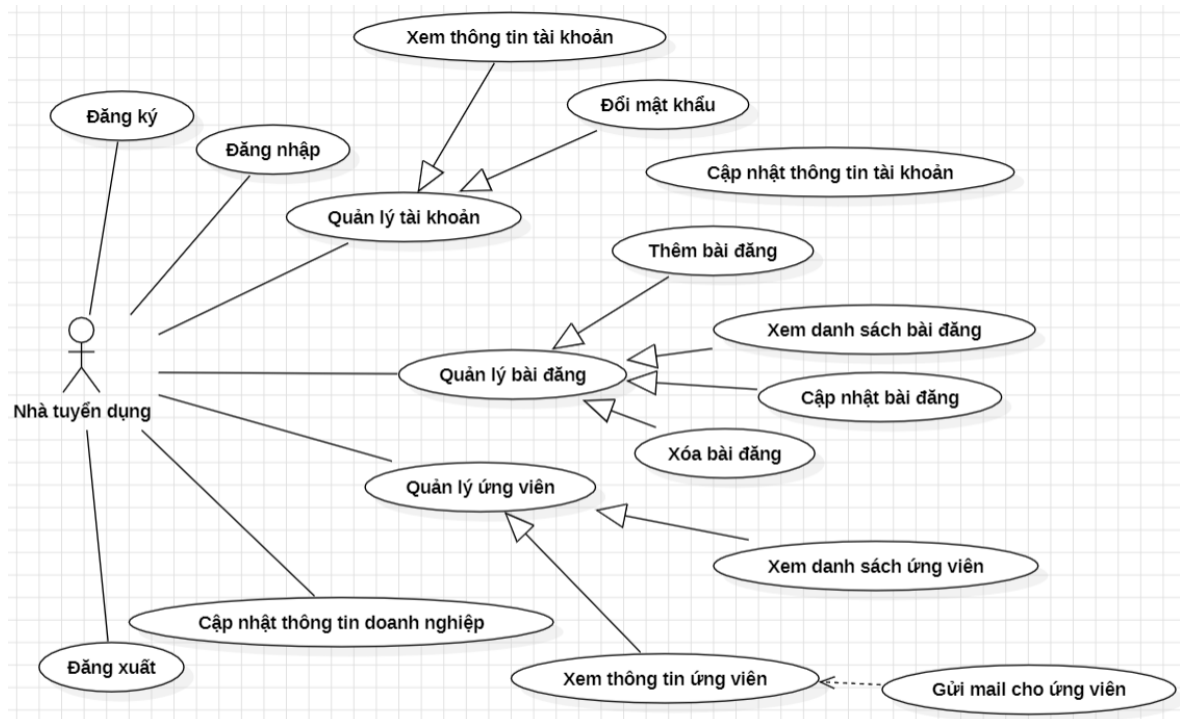 Xem thông tin tài khoản
Đổi mật khẩu
Đăng ký
Đăng nhập
Cập nhật thông tin tài khoản
Quản lý tài khoản
Thêm bài đăng
Xem danh sách bài đăng
Quản lý bài đăng
Cập nhật bài đăng
Nhà tuyển dụng
Xóa bài đăng
Quản lý ứng viên
Xem danh sách ứng viên
Cập nhật thông tin doanh nghiệp
Đăng xuất
Xem thông tin ứng viên
Gửi mail cho ứng viên